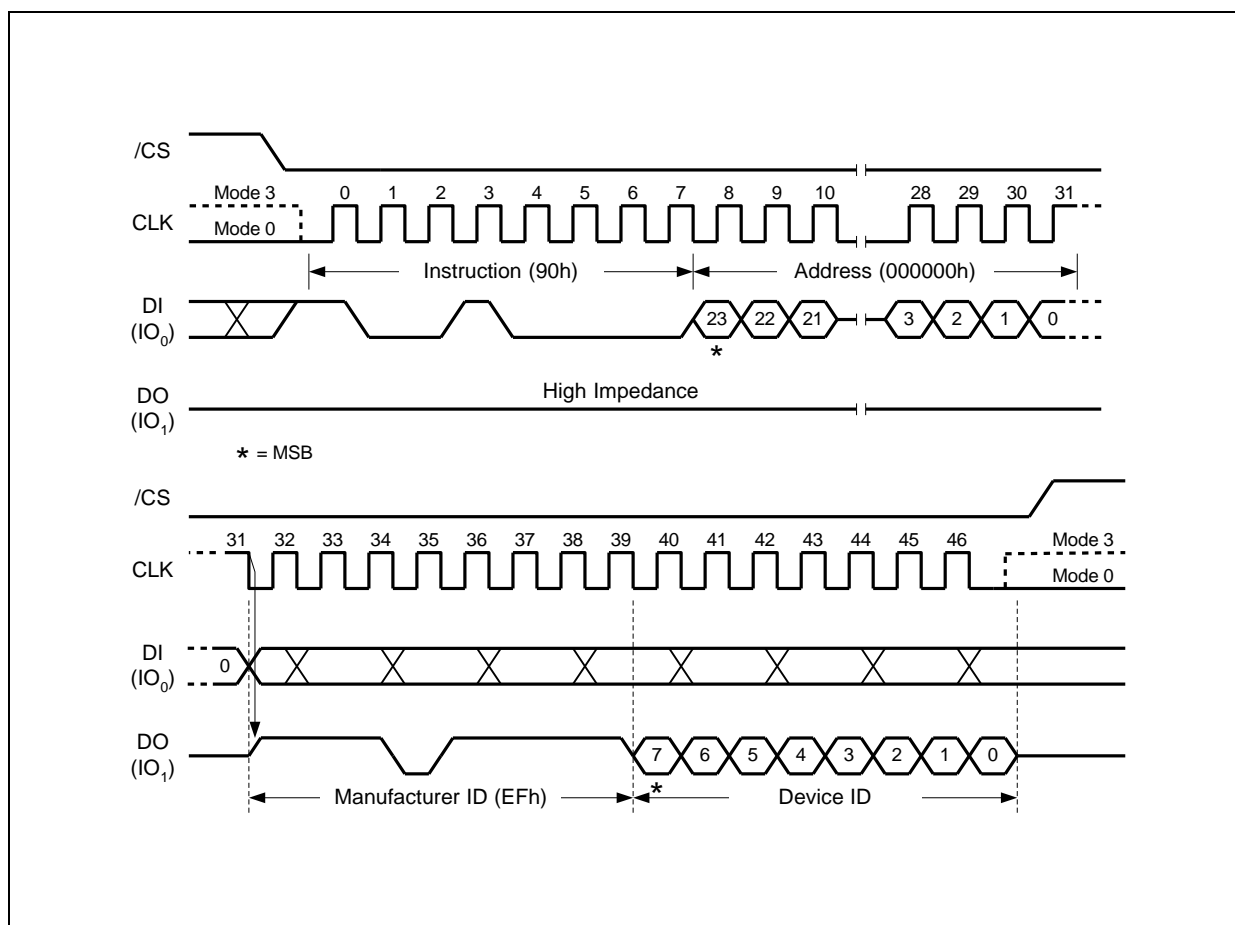 /CS
Mode 3 0 1 2 3 4 5 6 7 8 9 10 28 29 30 31
CLK Mode 0
Instruction (90h) Address (000000h)
DI
(IO0) 23 22 21 3 2 1 0
*
High Impedance
DO
(IO1)
* = MSB
/CS
31 32 33 34 35 36 37 38 39 40 41 42 43 44 45 46 Mode 3
CLK Mode 0
DI
(IO0) 0
DO
(IO1) 7 6 5 4 3 2 1 0
*
Manufacturer ID (EFh) Device ID